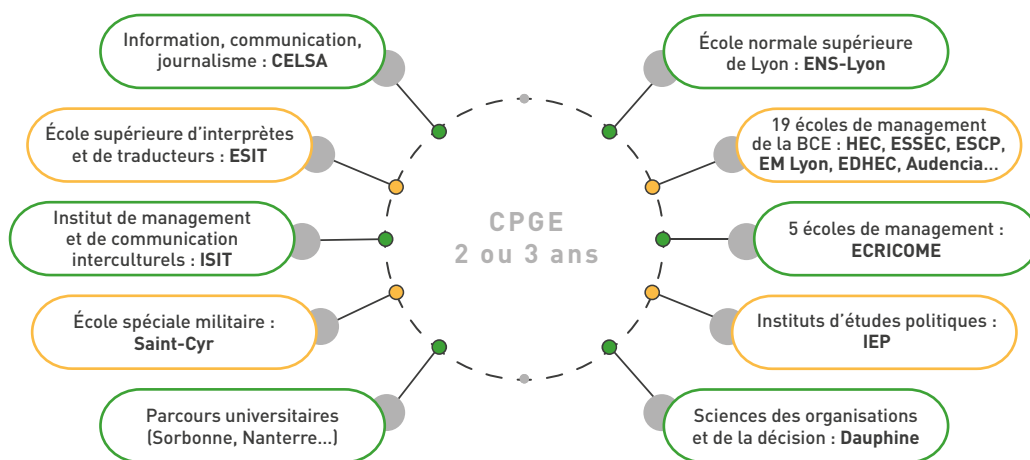 Information, communication,
journalisme : CELSA
École supérieure d'interprètes
et de traducteurs : ESIT
Institut de management
et de communication
interculturels : ISIT
École spéciale militaire :
Saint-Cyr
Parcours universitaires
(Sorbonne, Nanterre...)
CPGE
2 ou 3 ans
École normale supérieure
de Lyon : ENS-Lyon
19 écoles de management
de la BCE : HEC, ESSEC, ESCP,
EM Lyon, EDHEC, Audencia...
5 écoles de management :
ECRICOME
Instituts d'études politiques :
IEP
Sciences des organisations
et de la décision : Dauphine